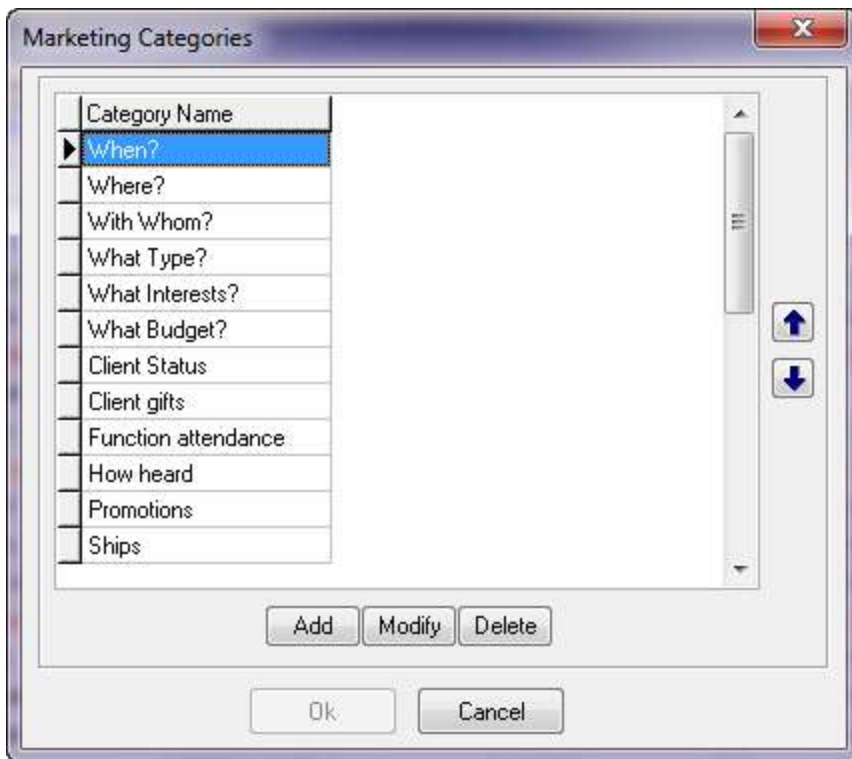 Marketing Categories
Category Name
When?
Where?
With Whom?
What Type?
What Interests?
What Budget?
Client Status
Client gifts
Function attendance
How heard
Promotions
Ships
Add Modify Delete
Ok Cancel